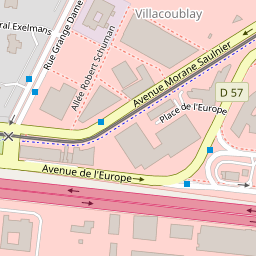 Villacoublay
ral Exelmans
Rue Grange Dame
Allée Robert Schuman
Avenue Morane Saulnier
D 57
Place de l'Europe
Avenue de l'Europe